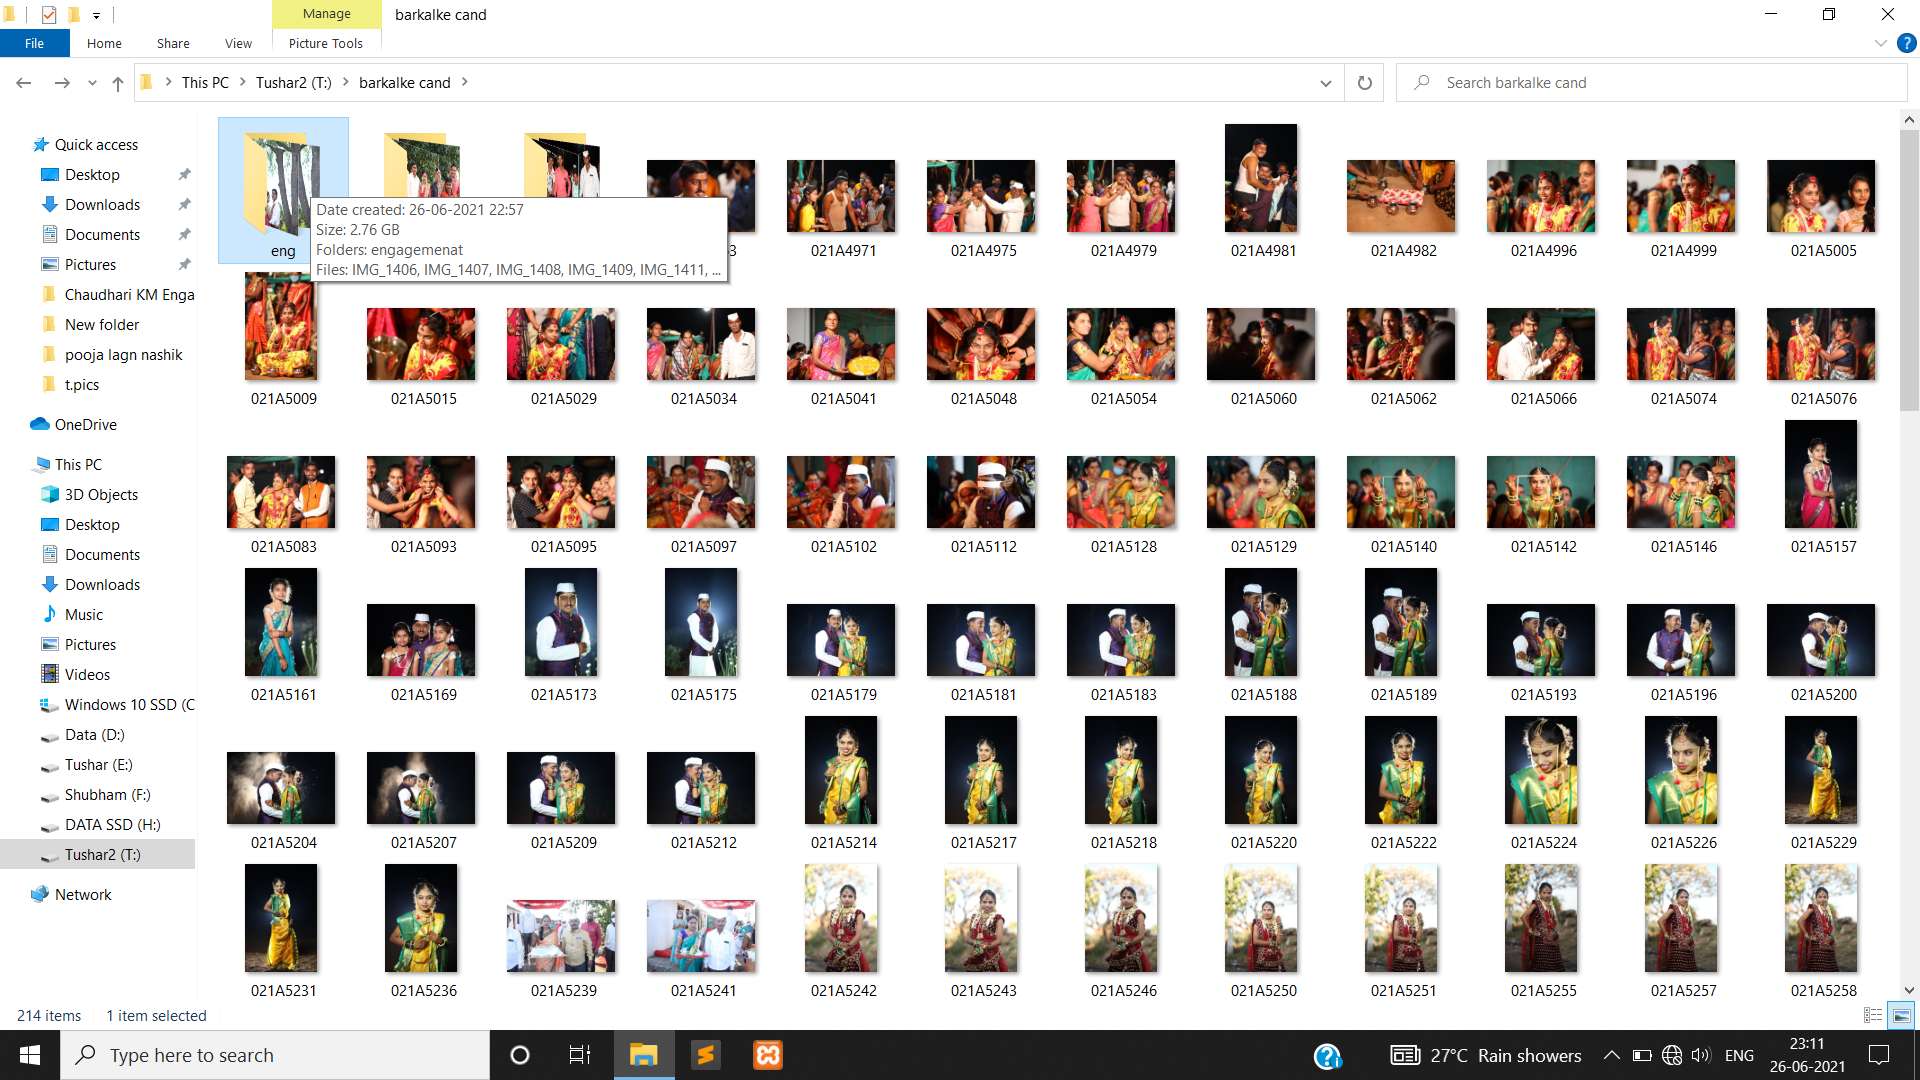 Manage
barkalke cand
File
Home
Share
View
Picture Tools
This PC
Tushar2 (T:)
barkalke cand
Search barkalke cand
Quick access
Desktop
Downloads
Documents
Pictures
Chaudhari KM Enga
New folder
pooja lagn nashik
t.pics
OneDrive
This PC
3D Objects
Desktop
Documents
Downloads
Music
Pictures
Videos
Windows 10 SSD (C
Data (D:)
Tushar (E:)
Shubham (F:)
DATA SSD (H:)
Tushar2 (T:)
Network
eng
Date created: 26-06-2021 22:57
Size: 2.76 GB
Folders: engagemenat
Files: IMG_1406, IMG_1407, IMG_1408, IMG_1409, IMG_1411, ...
3 021A4971 021A4975 021A4979 021A4981 021A4982 021A4996 021A4999 021A5005
021A5009 021A5015 021A5029 021A5034 021A5041 021A5048 021A5054 021A5060 021A5062 021A5066 021A5074 021A5076
021A5083 021A5093 021A5095 021A5097 021A5102 021A5112 021A5128 021A5129 021A5140 021A5142 021A5146 021A5157
021A5161 021A5169 021A5173 021A5175 021A5179 021A5181 021A5183 021A5188 021A5189 021A5193 021A5196 021A5200
021A5204 021A5207 021A5209 021A5212 021A5214 021A5217 021A5218 021A5220 021A5222 021A5224 021A5226 021A5229
021A5231 021A5236 021A5239 021A5241 021A5242 021A5243 021A5246 021A5250 021A5251 021A5255 021A5257 021A5258
214 items
1 item selected
Type here to search
27°C Rain showers
ENG
23:11
26-06-2021